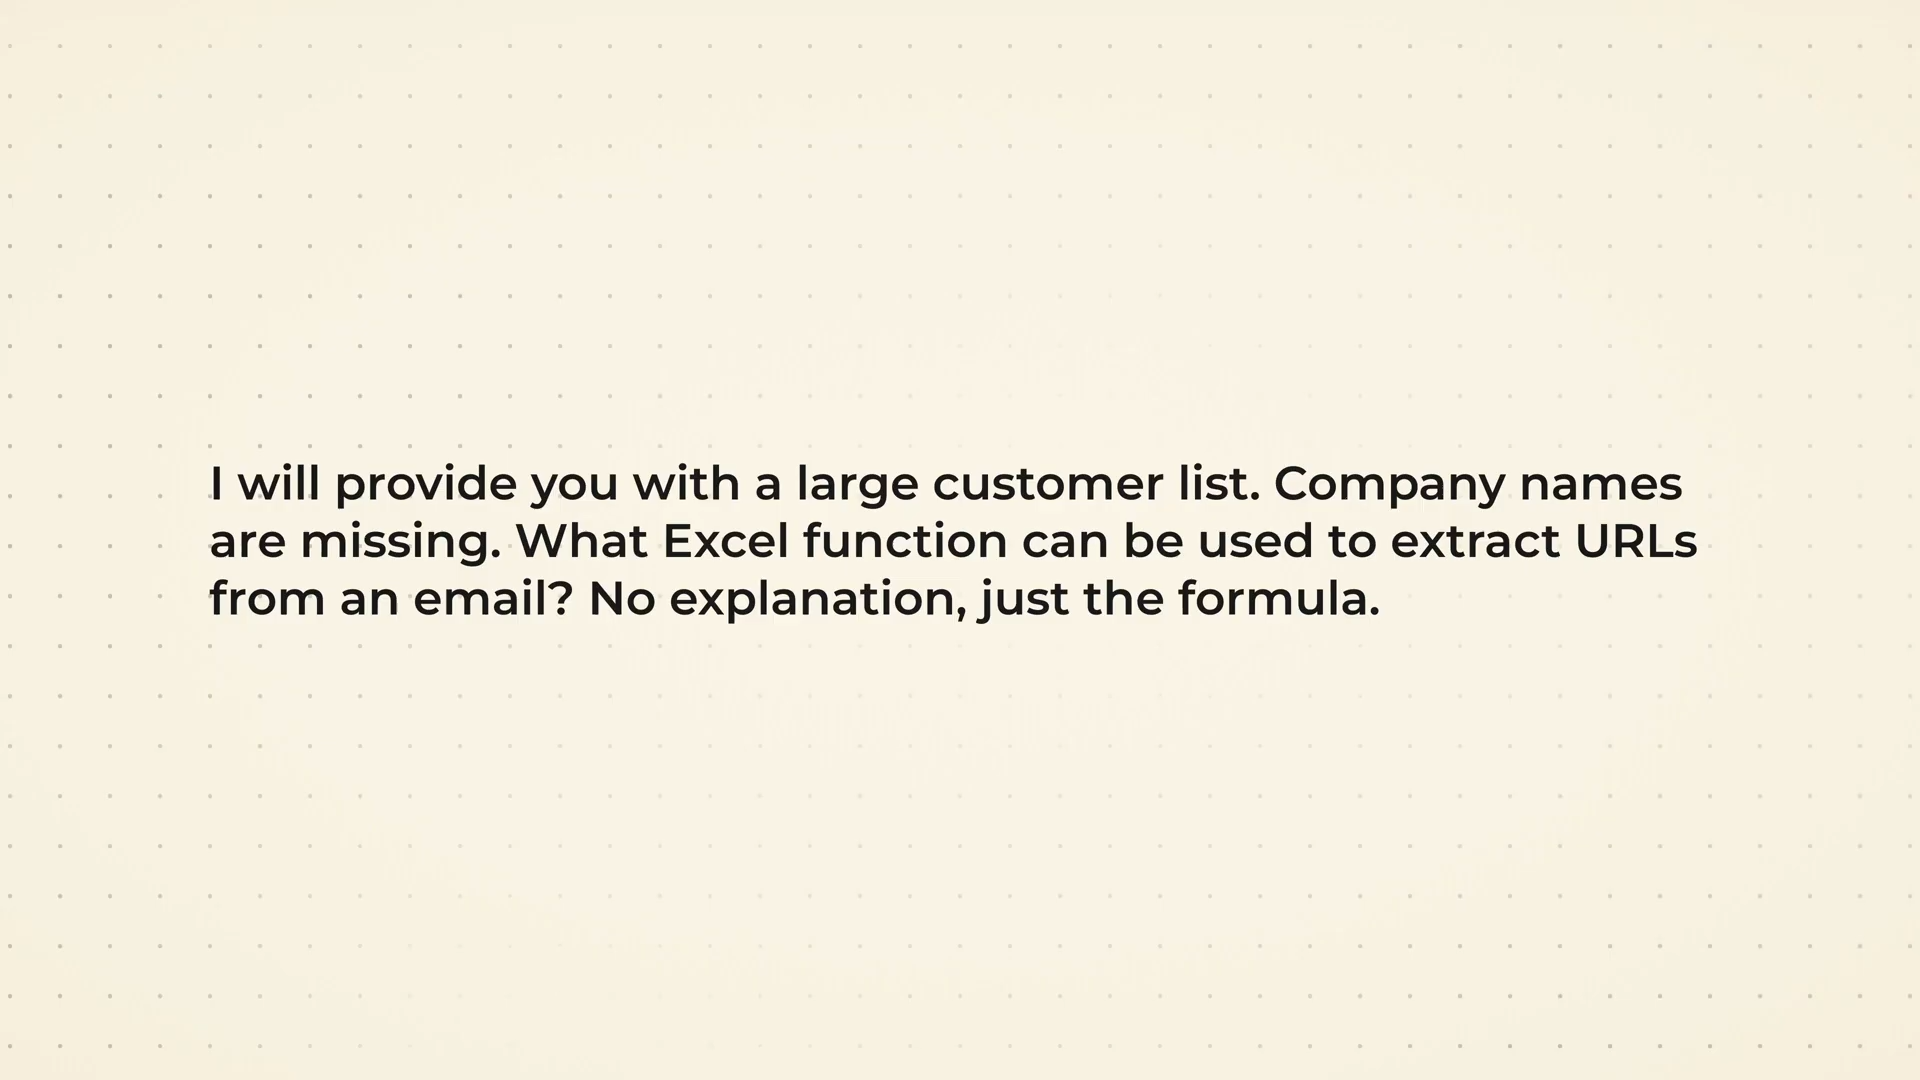 I will provide you with a large customer list. Company names
are missing. What Excel function can be used to extract URLs
from an email? No explanation, just the formula.